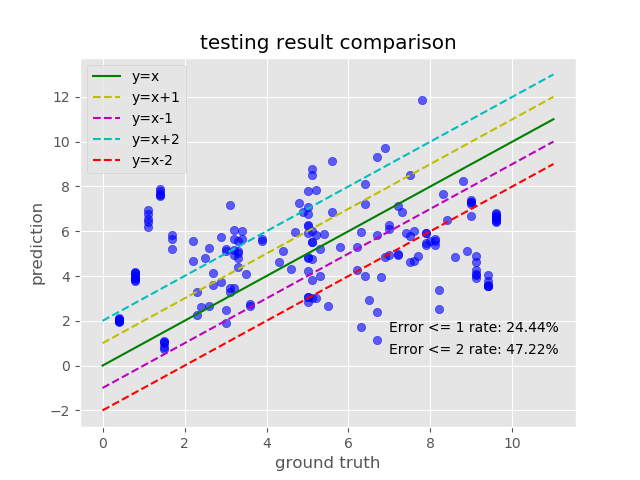 testing result comparison
y=x
y=x+1
y=x-1
y=x+2
y=x-2
12
10
8
6
4
2
0
−2
prediction
Error <= 1 rate: 24.44%
Error <= 2 rate: 47.22%
0 2 4 6 8 10
ground truth